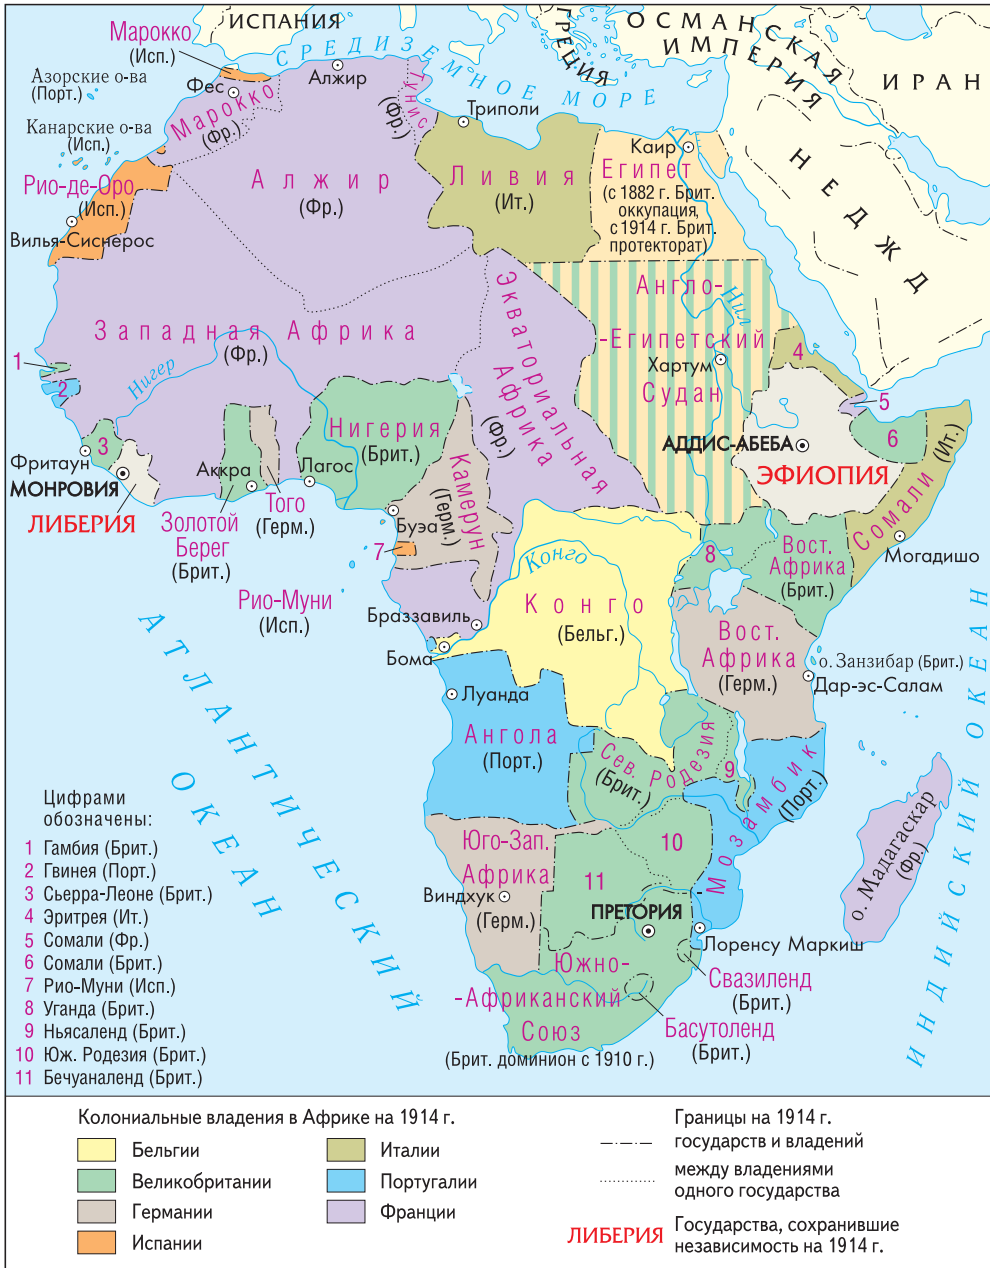 ИСПАНИЯ
ГРЕЦИЯ
ОСМАНСКАЯ
ИМПЕРИЯ
ИРАН
НЕДЖД
СРЕДИЗЕМНОЕ МОРЕ
Марокко
(Исп.)
Азорские о-ва
(Порт.)
Фес
Алжир
Канарские о-ва
(Исп.)
Марокко
(Фр.)
Тунис
(Фр.)
Триполи
Каир
Рио-де-Оро
(Исп.)
Вилья-Сиснерос
Алжир
(Фр.)
Ливия
(Ит.)
Египет
(с 1882 г. Брит.
оккупация,
с 1914 г. Брит.
протекторат)
Нил
Англо-
-Египетский
Судан
Хартум
Западная Африка
(Фр.)
Нигер
Экваториальная
Африка
(Фр.)
1
2
3
4
5
6
Фритаун
МОНРОВИЯ
ЛИБЕРИЯ
Аккра
Золотой
Берег
(Брит.)
Того
(Герм.)
Лагос
Нигерия
(Брит.)
Камерун
(Герм.)
Буэа
7
АДДИС-АБЕБА
ЭФИОПИЯ
Сомали
(Ит.)
Могадишо
Рио-Муни
(Исп.)
Браззавиль
Бома
Конго
Конго
(Бельг.)
8
Вост.
Африка
(Брит.)
Вост.
Африка
(Герм.)
о. Занзибар (Брит.)
Дар-эс-Салам
Луанда
Ангола
(Порт.)
Сев. Родезия
(Брит.)
9
Мозамбик
(Порт.)
о. Мадагаскар
(Фр.)
Юго-Зап.
Африка
(Герм.)
Виндхук
10
11
ПРЕТОРИЯ
Лоренсу Маркиш
Южно-
-Африканский
Союз
(Брит. доминион с 1910 г.)
Свазиленд
(Брит.)
Басутоленд
(Брит.)
АТЛАНТИЧЕСКИЙ
ОКЕАН
ИНДИЙСКИЙ ОКЕАН
Цифрами
обозначены:
1 Гамбия (Брит.)
2 Гвинея (Порт.)
3 Сьерра-Леоне (Брит.)
4 Эритрея (Ит.)
5 Сомали (Фр.)
6 Сомали (Брит.)
7 Рио-Муни (Исп.)
8 Уганда (Брит.)
9 Ньясаленд (Брит.)
10 Юж. Родезия (Брит.)
11 Бечуаналенд (Брит.)
Колониальные владения в Африке на 1914 г.
Бельгии
Великобритании
Германии
Испании
Италии
Португалии
Франции
Границы на 1914 г.
государств и владений
между владениями
одного государства
ЛИБЕРИЯ
Государства, сохранившие
независимость на 1914 г.